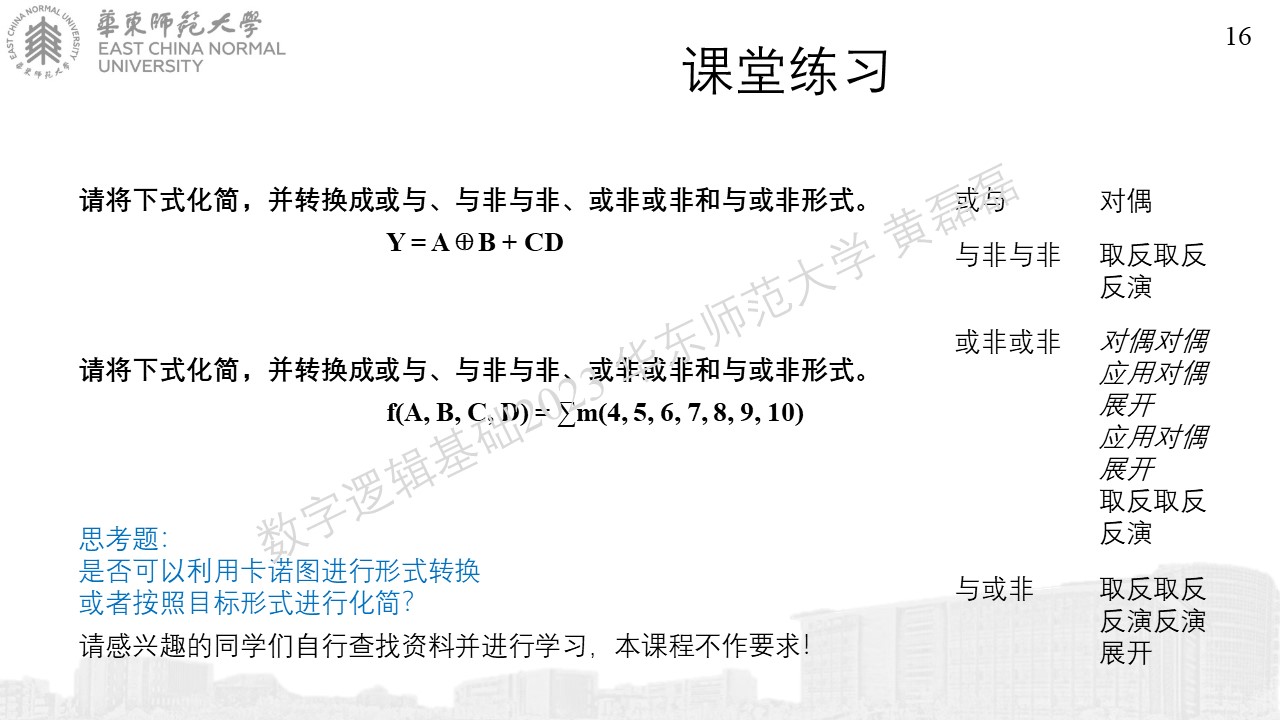 華東師範大學
EAST CHINA NORMAL
UNIVERSITY
16
课堂练习
请将下式化简，并转换成或与、与非与非、或非或非和与或非形式。
Y = A ⊕ B + CD
请将下式化简，并转换成或与、与非与非、或非或非和与或非形式。
f(A, B, C, D) = ∑m(4, 5, 6, 7, 8, 9, 10)
思考题：
是否可以利用卡诺图进行形式转换
或者按照目标形式进行化简？
请感兴趣的同学们自行查找资料并进行学习，本课程不作要求！
或与 对偶
与非与非 取反取反
反演
或非或非 对偶对偶
应用对偶
展开
应用对偶
展开
取反取反
反演
与或非 取反取反
反演反演
展开
数字逻辑基础2023 华东师范大学 黄磊磊
EAST CHINA NORMAL UNIVERSITY
華東師範大學